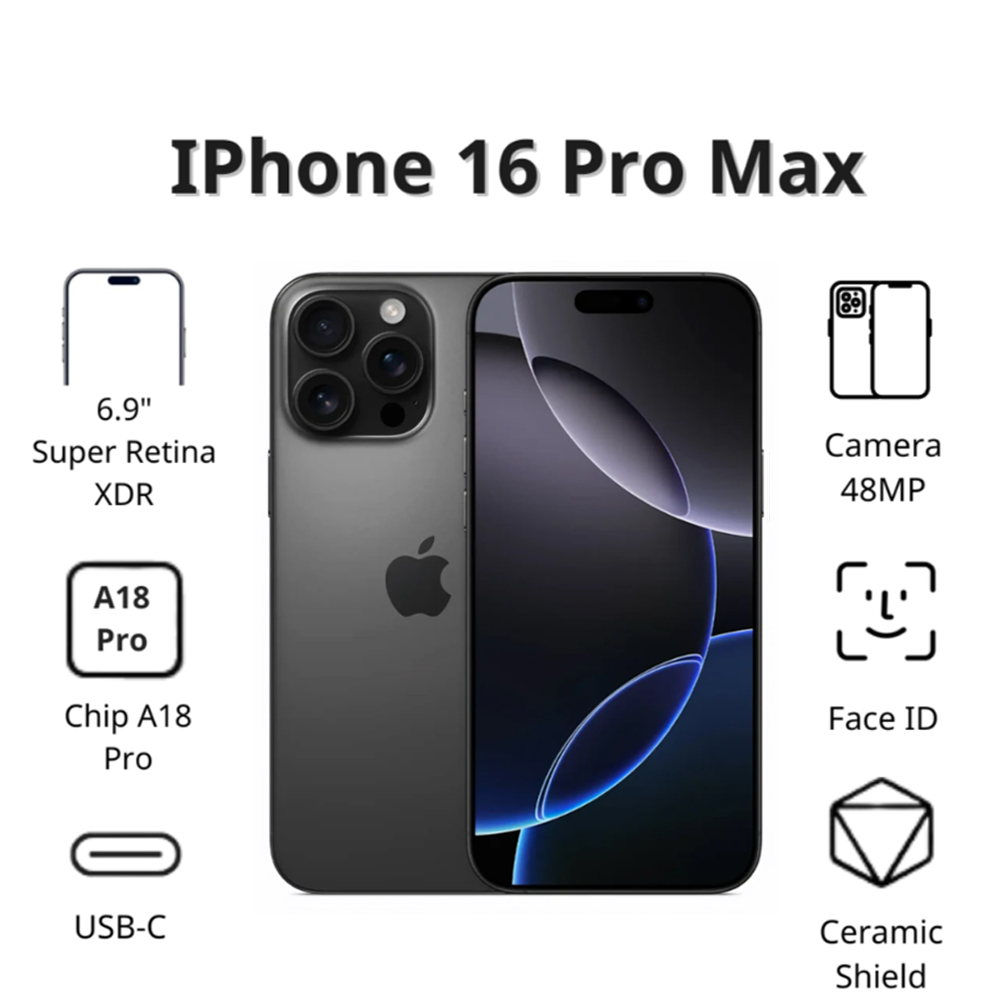 IPhone 16 Pro Max
6.9"
Super Retina
XDR
Camera
48MP
A18
Pro
Chip A18
Pro
Face ID
USB-C
Ceramic
Shield